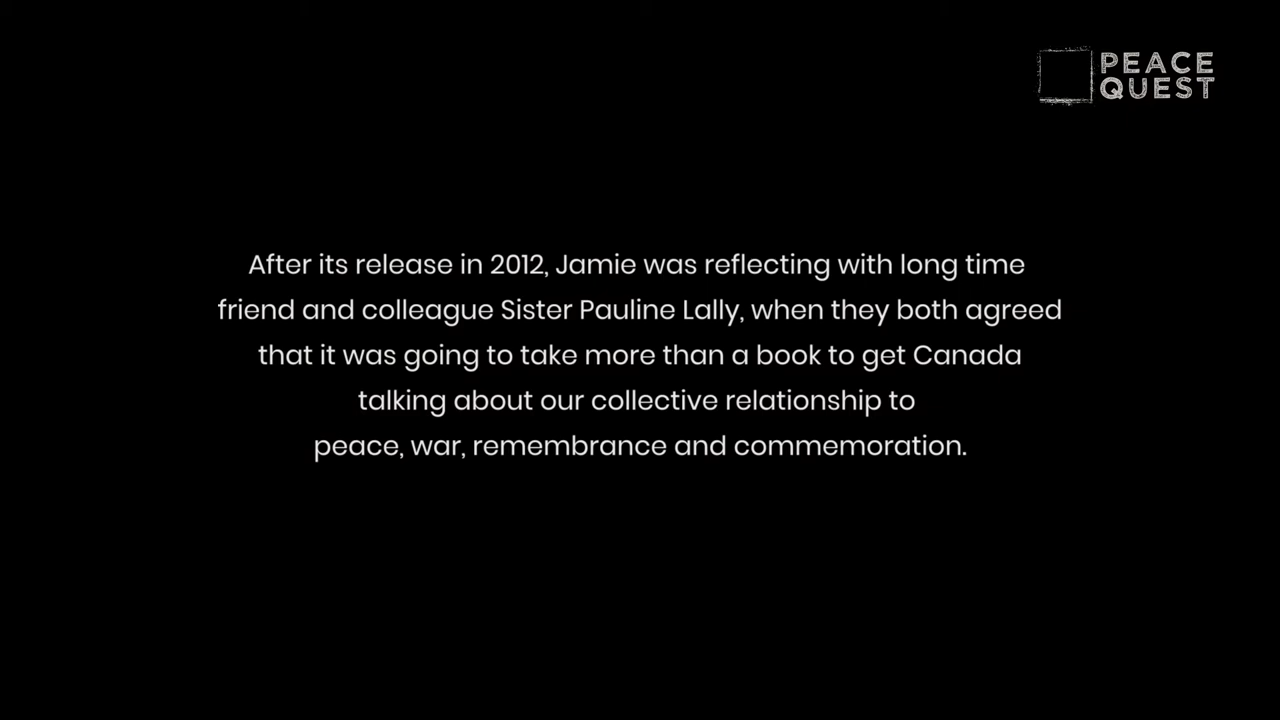 PEACE
QUEST
After its release in 2012, Jamie was reflecting with long time
friend and colleague Sister Pauline Lally, when they both agreed
that it was going to take more than a book to get Canada
talking about our collective relationship to
peace, war, remembrance and commemoration.